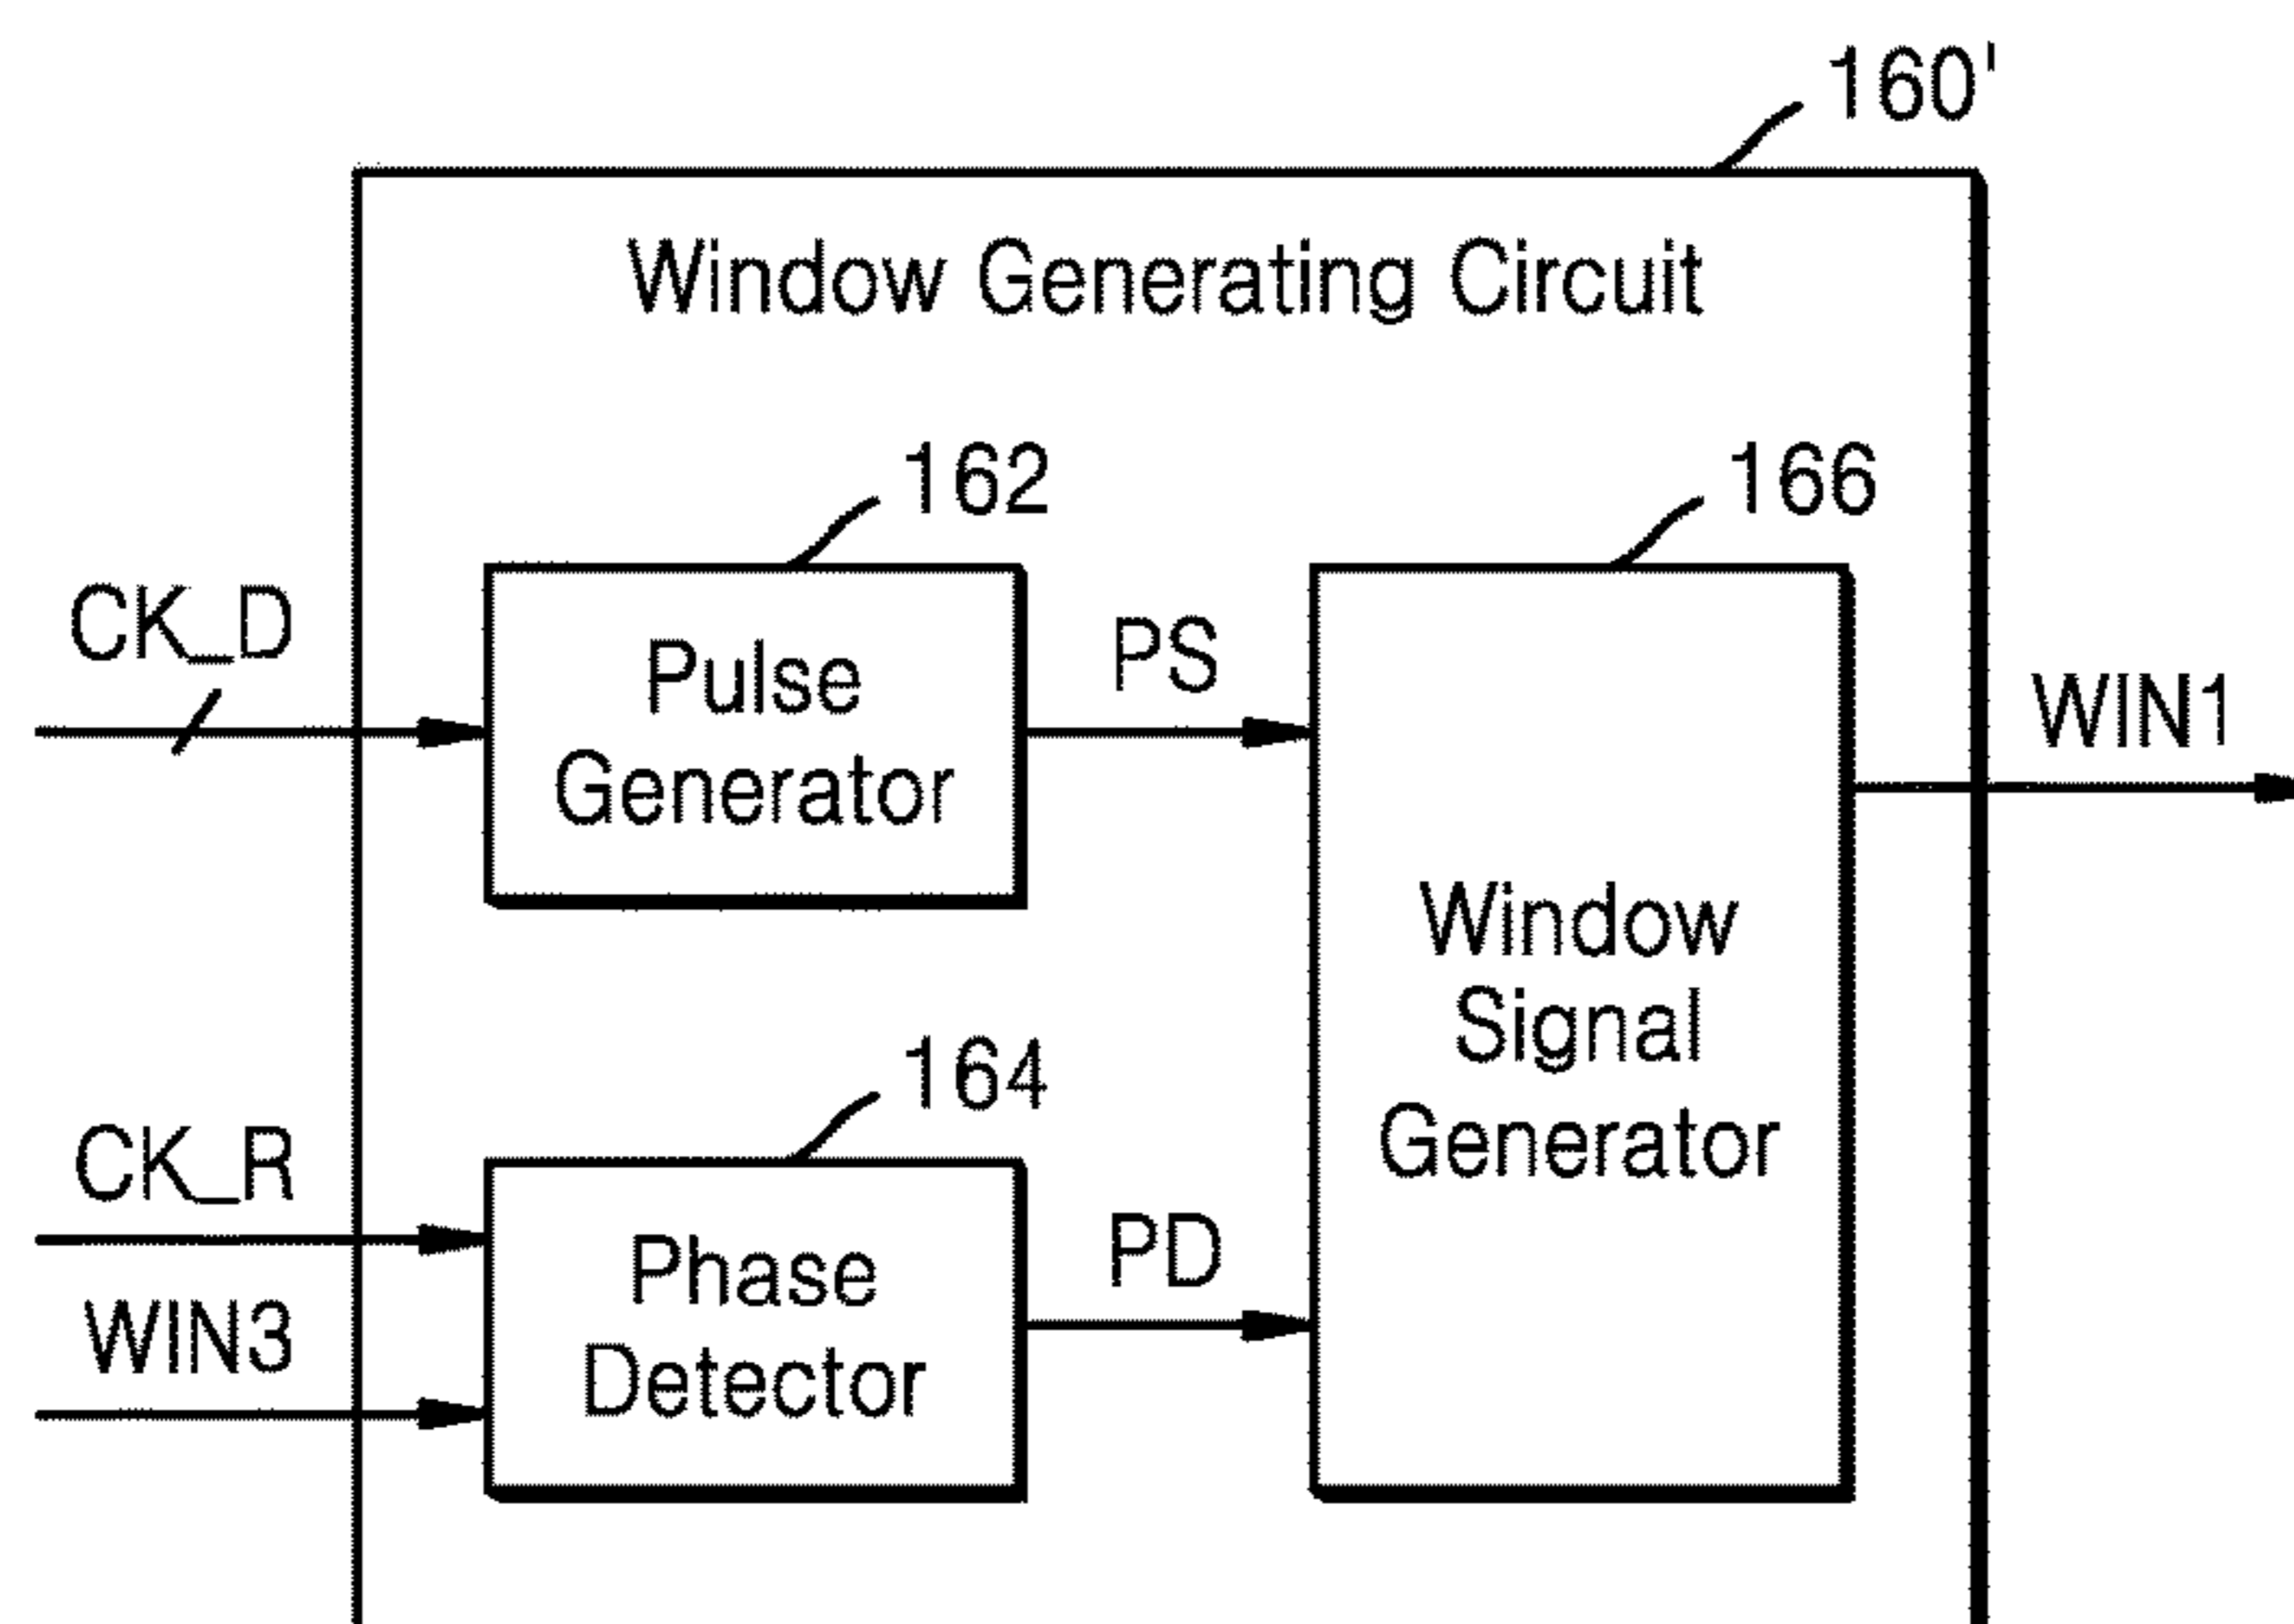 160'
Window Generating Circuit
162
166
CK_D
Pulse
Generator
PS
WIN1
Window
Signal
Generator
164
CK_R
WIN3
Phase
Detector
PD